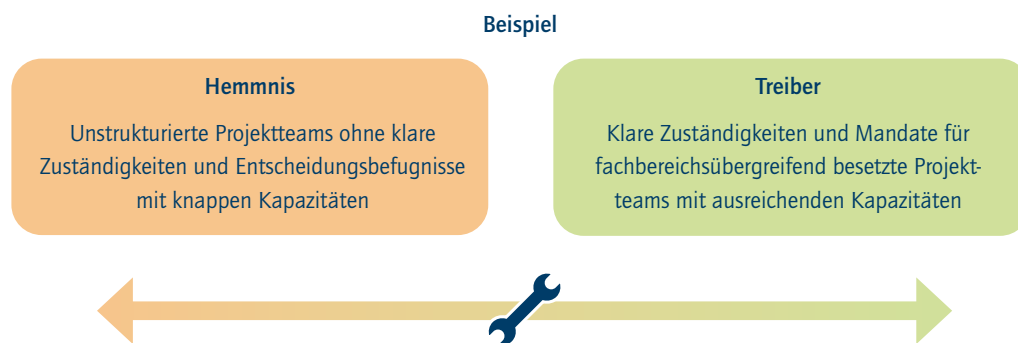 Beispiel
Hemmnis
Unstrukturierte Projektteams ohne klare
Zuständigkeiten und Entscheidungsbefugnisse
mit knappen Kapazitäten
Treiber
Klare Zuständigkeiten und Mandate für
fachbereichsübergreifend besetzte Projekt-
teams mit ausreichenden Kapazitäten